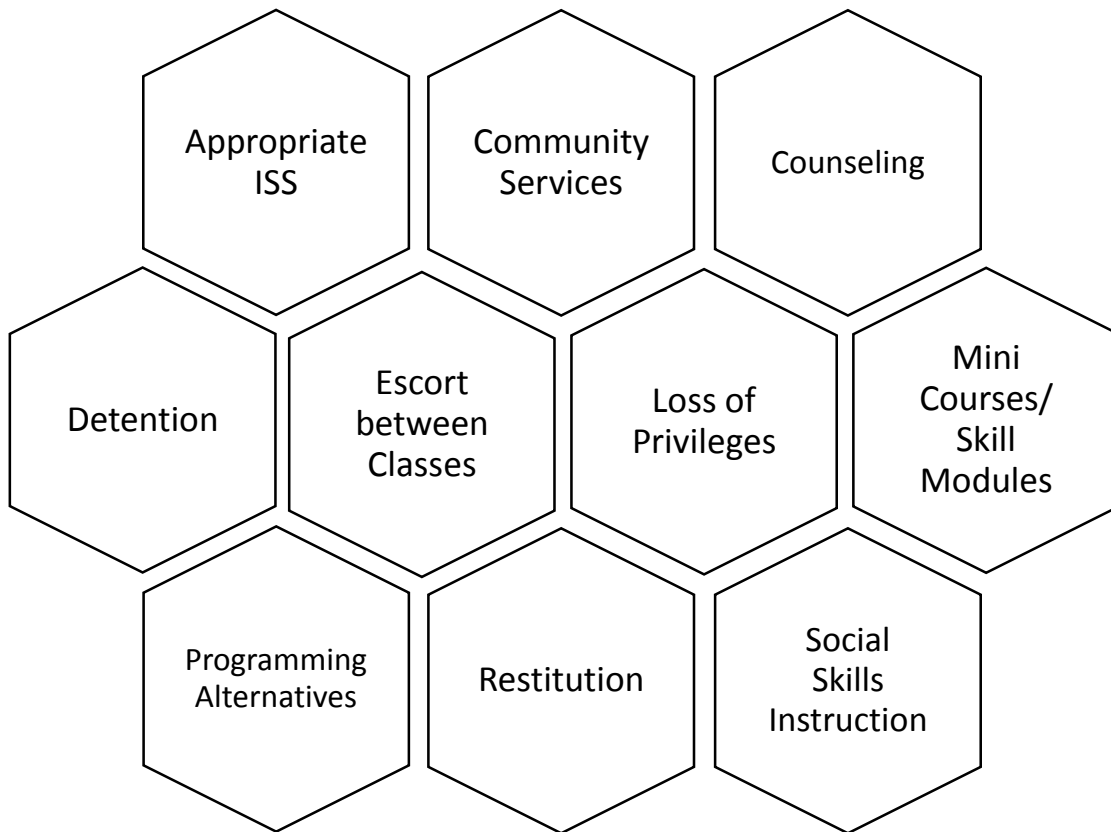 Appropriate
ISS
Community
Services
Counseling
Detention
Escort
between
Classes
Loss of
Privileges
Mini
Courses/
Skill
Modules
Programming
Alternatives
Restitution
Social
Skills
Instruction